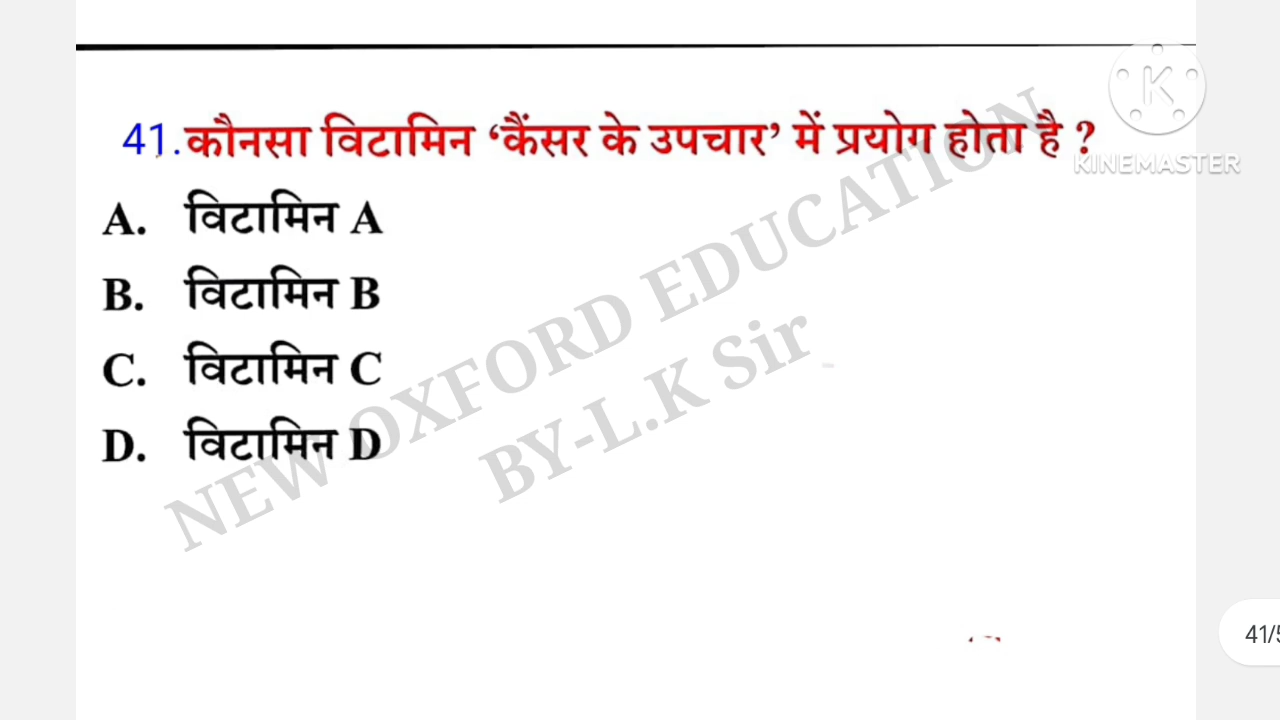 41.कौनसा विटामिन ‘कैंसर के उपचार’ में प्रयोग होता है ?
KINEMASTER
A. विटामिन A
B. विटामिन B
C. विटामिन C
D. विटामिन D
NEW OXFORD EDUCATION
BY-L.K Sir